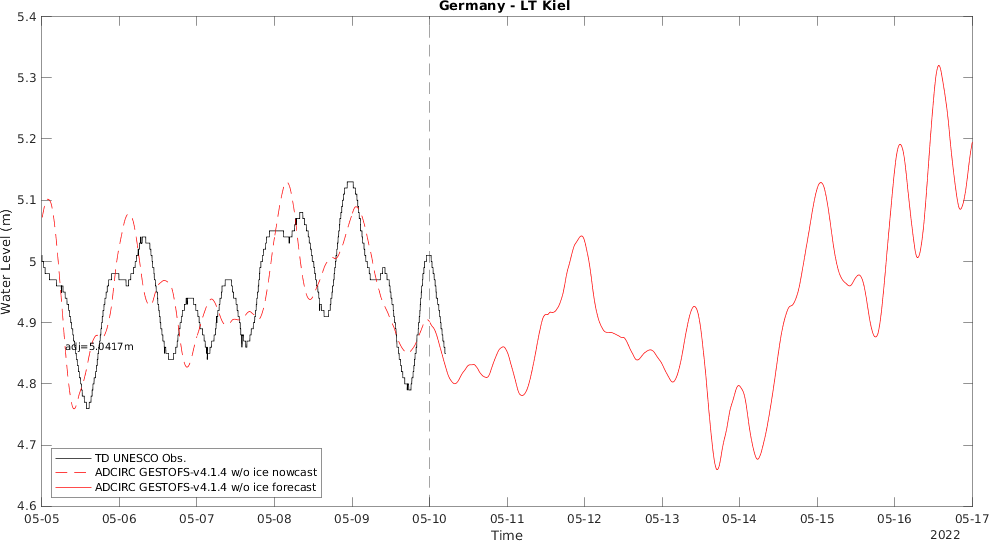 Germany - LT Kiel
5.4
5.3
5.2
5.1
5
4.9
4.8
4.7
4.6
Water Level (m)
adj=5.0417m
TD UNESCO Obs.
ADCIRC GESTOFS-v4.1.4 w/o ice nowcast
ADCIRC GESTOFS-v4.1.4 w/o ice forecast
05-05 05-06 05-07 05-08 05-09 05-10 05-11 05-12 05-13 05-14 05-15 05-16 05-17
Time
2022